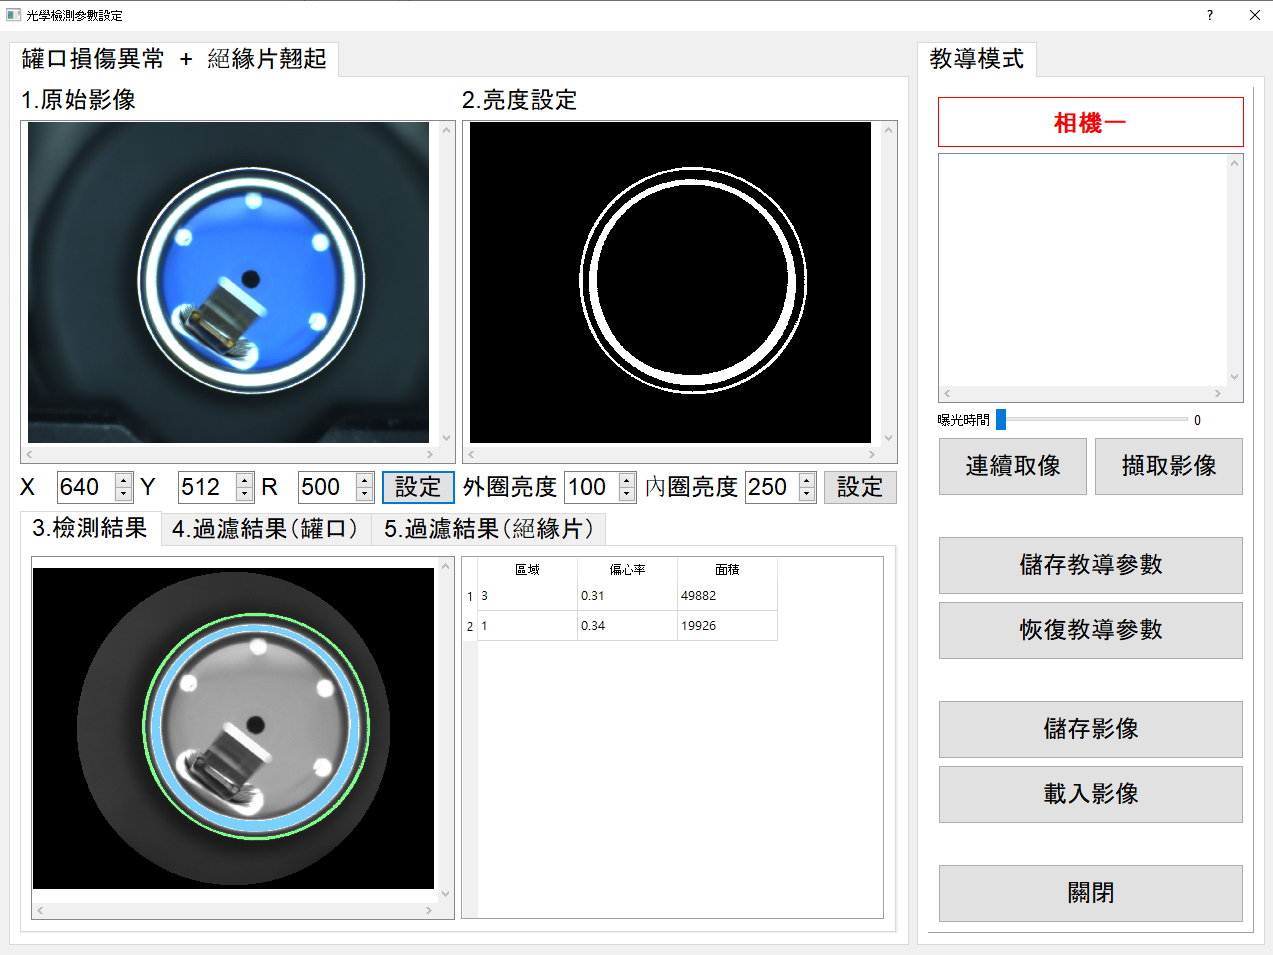 光學檢測參數設定
?
罐口損傷異常 + 絕緣片翹起
1.原始影像
2.亮度設定
X 640 Y 512 R 500 設定 外圈亮度 100 內圈亮度 250 設定
3.檢測結果 4.過濾結果(罐口) 5.過濾結果(絕緣片)
區域 偏心率 面積
1 3 0.31 49882
2 1 0.34 19926
教導模式
相機一
曝光時間 0
連續取像 擷取影像
儲存教導參數
恢復教導參數
儲存影像
載入影像
關閉